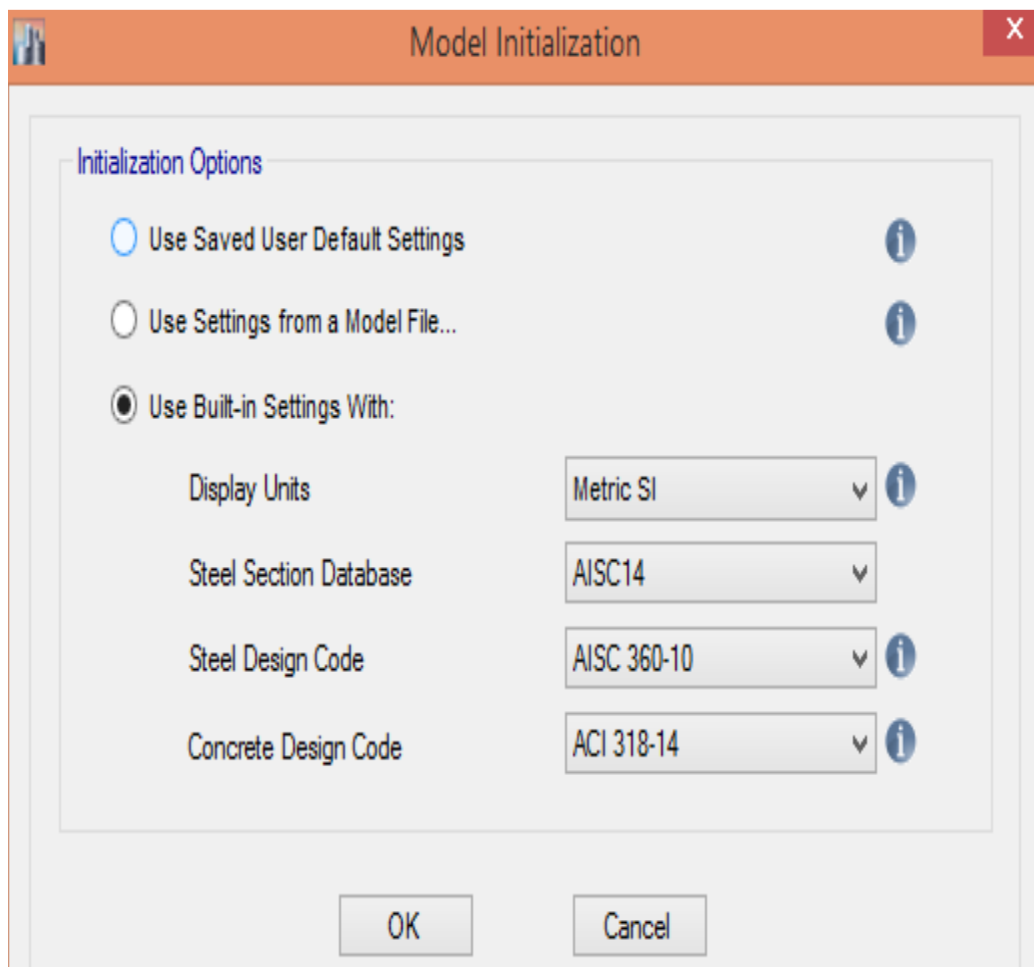 Model Initialization
X
Initialization Options
Use Saved User Default Settings
Use Settings from a Model File...
Use Built-in Settings With:
Display Units Metric SI
Steel Section Database AISC14
Steel Design Code AISC 360-10
Concrete Design Code ACI 318-14
OK Cancel